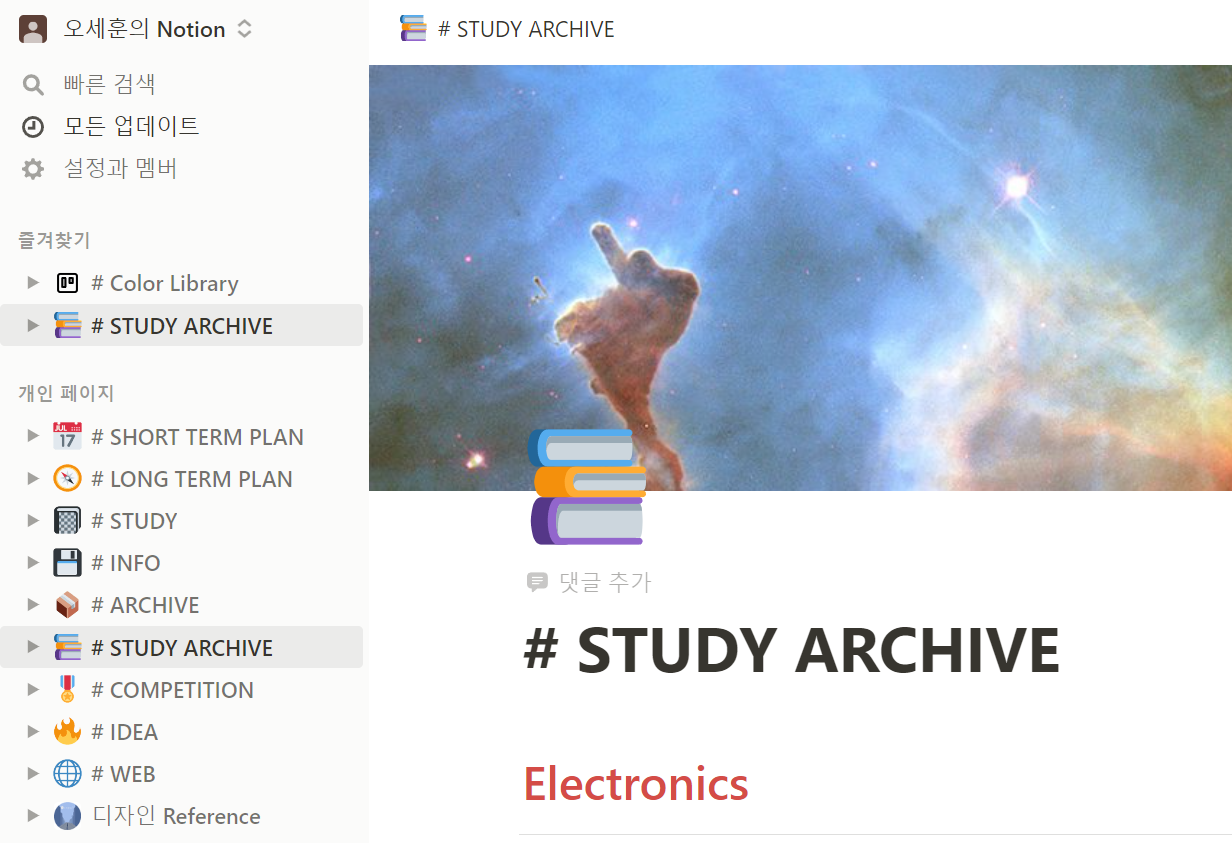 오세훈의 Notion
빠른 검색
모든 업데이트
설정과 멤버
즐겨찾기
# Color Library
# STUDY ARCHIVE
개인 페이지
JUL
17
# SHORT TERM PLAN
# LONG TERM PLAN
# STUDY
# INFO
# ARCHIVE
# STUDY ARCHIVE
# COMPETITION
# IDEA
# WEB
디자인 Reference
# STUDY ARCHIVE
댓글 추가
# STUDY ARCHIVE
Electronics